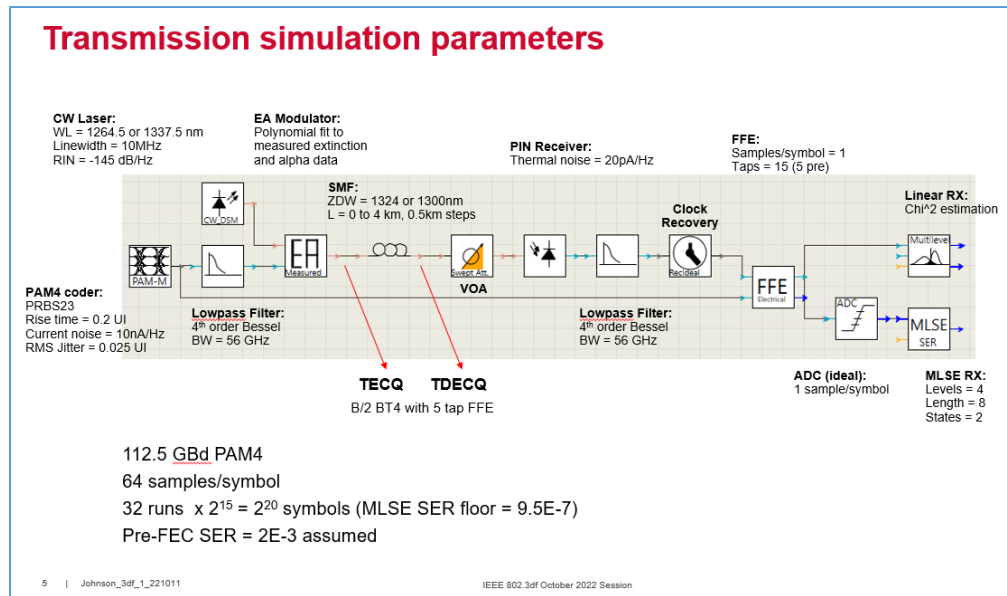 Transmission simulation parameters
CW Laser:
WL = 1264.5 or 1337.5 nm
Linewidth = 10MHz
RIN = -145 dB/Hz
EA Modulator:
Polynomial fit to
measured extinction
and alpha data
PIN Receiver:
Thermal noise = 20pA/Hz
FFE:
Samples/symbol = 1
Taps = 15 (5 pre)
SMF:
ZDW = 1324 or 1300nm
L = 0 to 4 km, 0.5km steps
Clock
Recovery
Linear RX:
Chi^2 estimation
CW_DSM
PAM-M
EA
Measured
Swept Att.
VOA
RecIdeal
FFE
Electrical
Multilevel
ADC
MLSE
SER
PAM4 coder:
PRBS23
Rise time = 0.2 UI
Current noise = 10nA/Hz
RMS Jitter = 0.025 UI
Lowpass Filter:
4th order Bessel
BW = 56 GHz
Lowpass Filter:
4th order Bessel
BW = 56 GHz
TECQ
TDECQ
B/2 BT4 with 5 tap FFE
ADC (ideal):
1 sample/symbol
MLSE RX:
Levels = 4
Length = 8
States = 2
112.5 GBd PAM4
64 samples/symbol
32 runs x 2^15 = 2^20 symbols (MLSE SER floor = 9.5E-7)
Pre-FEC SER = 2E-3 assumed
5 | Johnson_3df_1_221011
IEEE 802.3df October 2022 Session